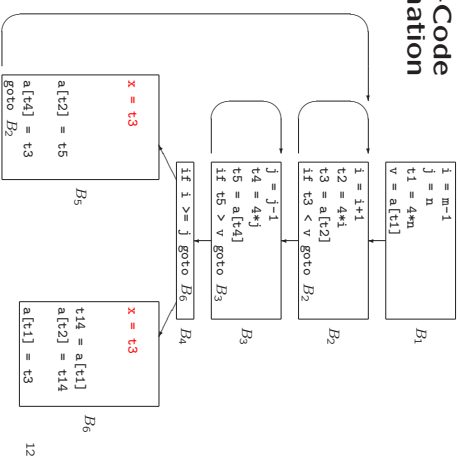 -Code
nation
i = m-1
j = n
t1 = 4*n
v = a[t1]
B1
i = i+1
t2 = 4*i
t3 = a[t2]
if t3 < v goto B2
B2
j = j-1
t4 = 4*j
t5 = a[t4]
if t5 > v goto B3
B3
if i >= j goto B6
B4
x = t3
a[t2] = t5
a[t4] = t3
goto B2
B5
x = t3
t14 = a[t1]
a[t2] = t14
a[t1] = t3
B6
12